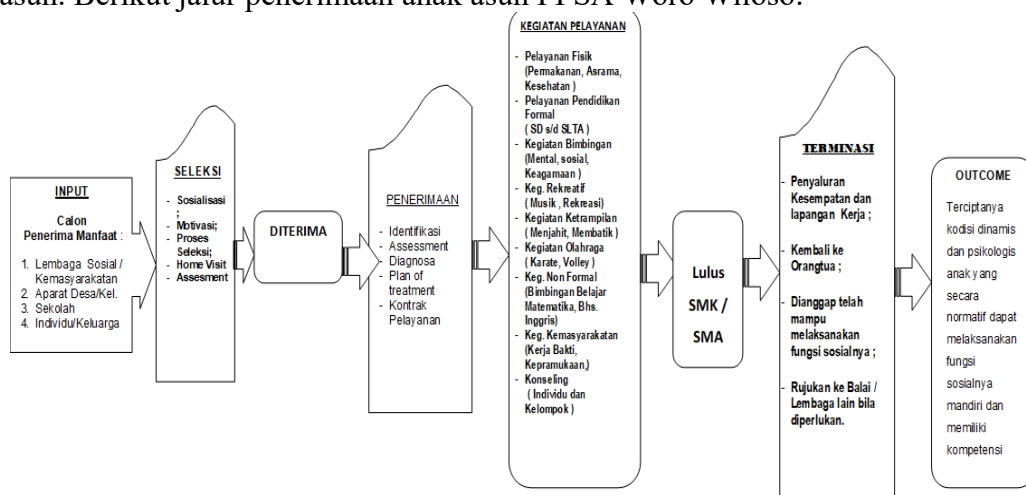 asuh. Berikut jalur penerimaan anak asuh PPSA Woro Wiloso:
INPUT
Calon
Penerima Manfaat :
1. Lembaga Sosial /
Kemasyarakatan
2. Aparat Desa/Kel.
3. Sekolah
4. Individu/Keluarga
SELEKSI
- Sosialisasi
;
- Motivasi;
- Proses
Seleksi;
- Home Visit
- Assesment
DITERIMA
PENERIMAAN
- Identifikasi
- Assessment
- Diagnosa
- Plan of
treatment
- Kontrak
Pelayanan
KEGIATAN PELAYANAN
- Pelayanan Fisik
(Permakanan, Asrama,
Kesehatan )
- Pelayanan Pendidikan
Formal
( SD s/d SLTA )
- Kegiatan Bimbingan
(Mental, sosial,
Keagamaan )
- Keg. Rekreatif
( Musik , Rekreasi)
- Kegiatan Ketrampilan
( Menjahit, Membatik )
- Kegiatan Olahraga
( Karate, Volley )
- Keg. Non Formal
(Bimbingan Belajar
Matematika, Bhs.
Inggris)
- Keg. Kemasyarakatan
(Kerja Bakti,
Kepramukaan,)
- Konseling
( Individu dan
Kelompok )
Lulus
SMK /
SMA
TERMINASI
- Penyaluran
Kesempatan dan
lapangan Kerja ;
- Kembali ke
Orangtua ;
- Dianggap telah
mampu
melaksanakan
fungsi sosialnya ;
- Rujukan ke Balai /
Lembaga lain bila
diperlukan.
OUTCOME
Terciptanya
kodisi dinamis
dan psikologis
anak yang
secara
normatif dapat
melaksanakan
fungsi
sosialnya
mandiri dan
memiliki
kompetensi